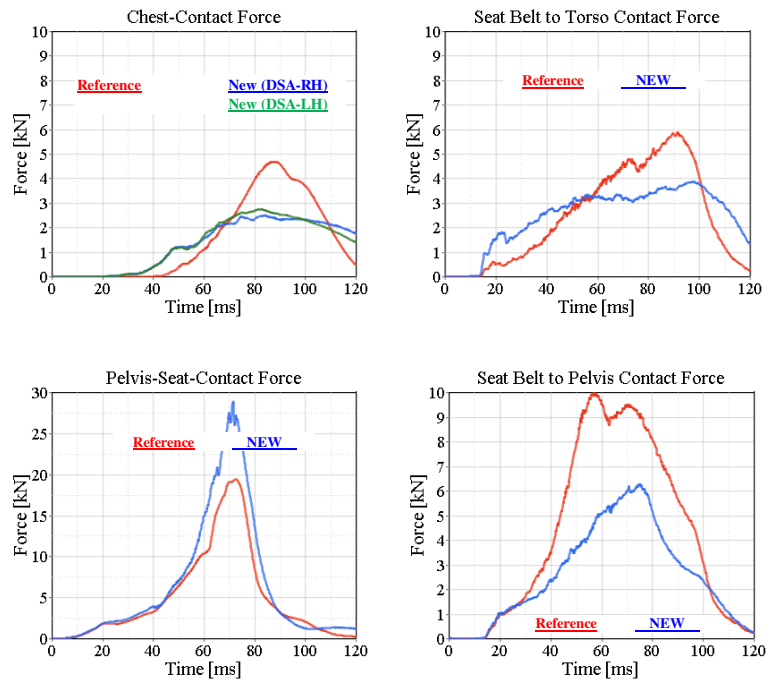 Chest-Contact Force
10
9
8
7
6
5
4
3
2
1
0
Force [kN]
Reference
New (DSA-RH)
New (DSA-LH)
0 20 40 60 80 100 120
Time [ms]
Seat Belt to Torso Contact Force
10
9
8
7
6
5
4
3
2
1
0
Force [kN]
Reference NEW
0 20 40 60 80 100 120
Time [ms]
Pelvis-Seat-Contact Force
30
25
20
15
10
5
0
Force [kN]
Reference NEW
0 20 40 60 80 100 120
Time [ms]
Seat Belt to Pelvis Contact Force
10
9
8
7
6
5
4
3
2
1
0
Force [kN]
Reference NEW
0 20 40 60 80 100 120
Time [ms]